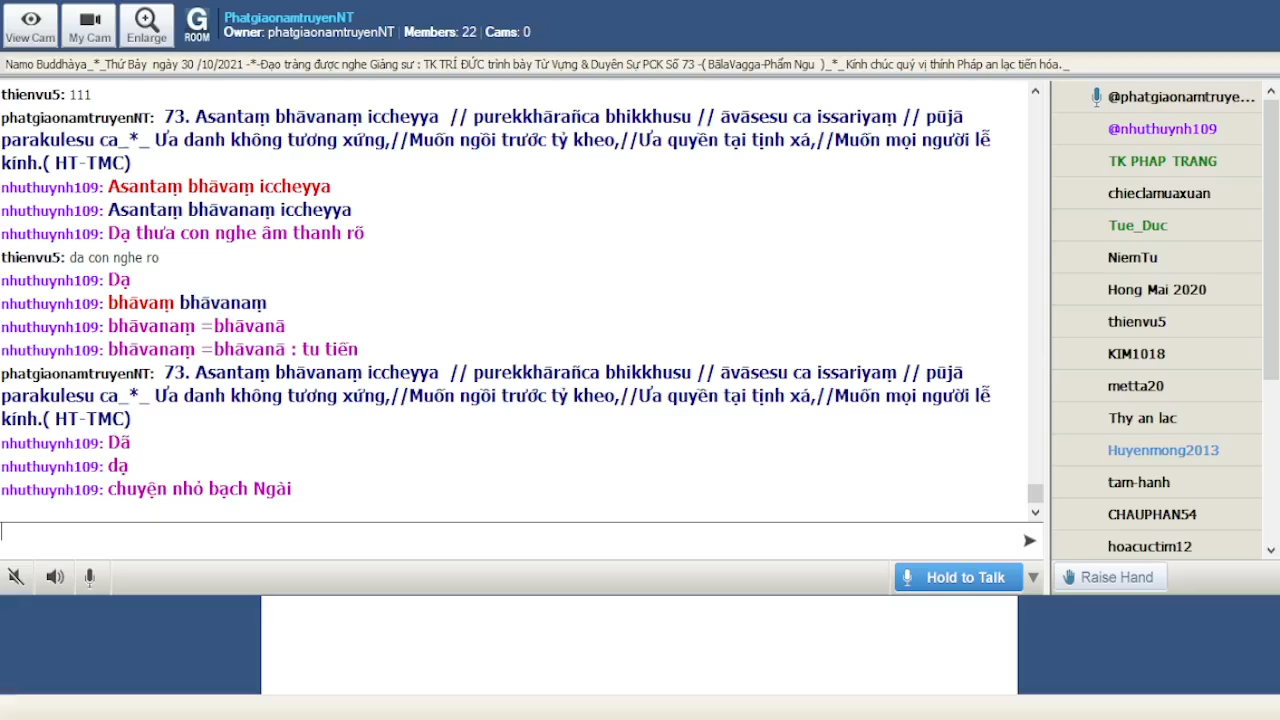 View Cam
My Cam
Enlarge
G
ROOM
PhatgiaonamtruyenNT
Owner: phatgiaonamtruyenNT | Members: 22 | Cams: 0
Namo Buddhàya_*_Thứ Bảy ngày 30 /10/2021 -*-Đạo tràng được nghe Giảng sư : TK TRÍ ĐỨC trình bày Từ Vựng & Duyên Sự PCK Số 73 -( BãlaVagga-Phẩm Ngu )_*_ Kính chúc quý vị thính Pháp an lạc tiến hóa._
thienvu5: 111
phatgiaonamtruyenNT: 73. Asantaṃ bhāvanaṃ iccheyya // purekkhārañca bhikkhusu // āvāsesu ca issariyaṃ // pūjā
parakulesu ca_*_ Ưa danh không tương xứng,//Muốn ngồi trước tỷ kheo,//Ưa quyền tại tịnh xá,//Muốn mọi người lễ
kính.( HT-TMC)
nhuthuynh109: Asantaṃ bhāvaṃ iccheyya
nhuthuynh109: Asantaṃ bhāvanaṃ iccheyya
nhuthuynh109: Dạ thưa con nghe âm thanh rõ
thienvu5: da con nghe ro
nhuthuynh109: Dạ
nhuthuynh109: bhāvaṃ bhāvanaṃ
nhuthuynh109: bhāvanaṃ =bhāvanā
nhuthuynh109: bhāvanaṃ =bhāvanā : tu tiến
phatgiaonamtruyenNT: 73. Asantaṃ bhāvanaṃ iccheyya // purekkhārañca bhikkhusu // āvāsesu ca issariyaṃ // pūjā
parakulesu ca_*_ Ưa danh không tương xứng,//Muốn ngồi trước tỷ kheo,//Ưa quyền tại tịnh xá,//Muốn mọi người lễ
kính.( HT-TMC)
nhuthuynh109: Dã
nhuthuynh109: dạ
nhuthuynh109: chuyện nhỏ bạch Ngài
@phatgiaonamtruye...
@nhuthuynh109
TK PHAP TRANG
chieclamuaxuan
Tue_Duc
NiemTu
Hong Mai 2020
thienvu5
KIM1018
metta20
Thy an lac
Huyenmong2013
tam-hanh
CHAUPHAN54
hoacuctim12
Hold to Talk
Raise Hand